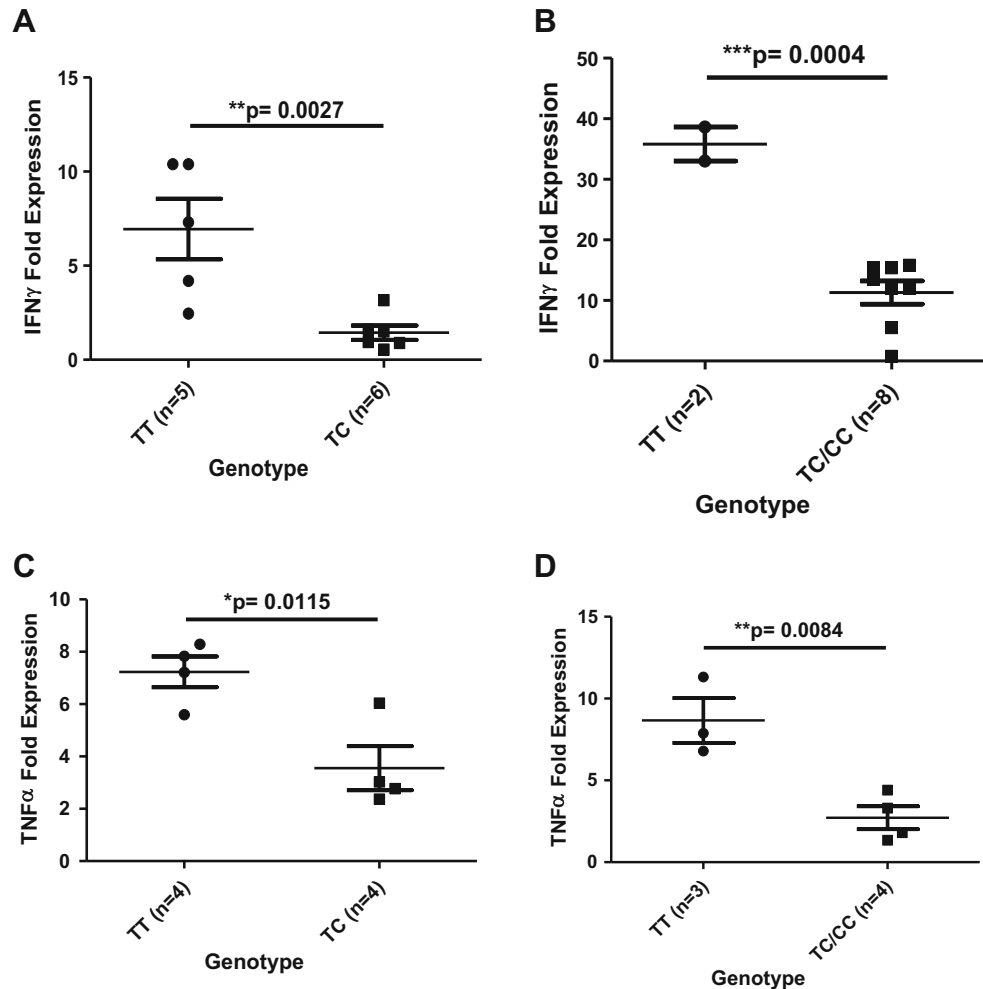 A
15
10
5
0
IFNγ Fold Expression
**p= 0.0027
TT (n=5)
TC (n=6)
Genotype
B
50
40
30
20
10
0
IFNγ Fold Expression
***p= 0.0004
TT (n=2)
TC/CC (n=8)
Genotype
C
10
8
6
4
2
0
TNFα Fold Expression
*p= 0.0115
TT (n=4)
TC (n=4)
Genotype
D
15
10
5
0
TNFα Fold Expression
**p= 0.0084
TT (n=3)
TC/CC (n=4)
Genotype